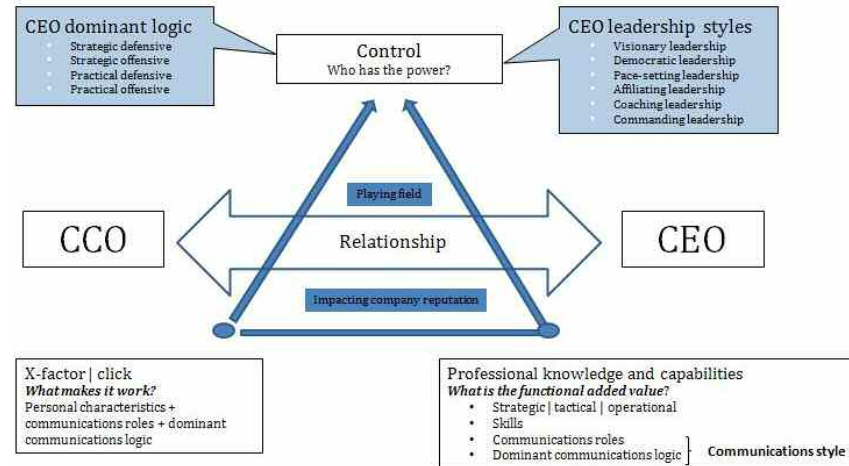 CEO dominant logic
Strategic defensive
Strategic offensive
Practical defensive
Practical offensive
Control
Who has the power?
CEO leadership styles
Visionary leadership
Democratic leadership
Pace-setting leadership
Affiliating leadership
Coaching leadership
Commanding leadership
Playing field
CCO
Relationship
CEO
Impacting company reputation
X-factor | click
What makes it work?
Personal characteristics +
communications roles + dominant
communications logic
Professional knowledge and capabilities
What is the functional added value?
• Strategic | tactical | operational
• Skills
• Communications roles
• Dominant communications logic
Communications style